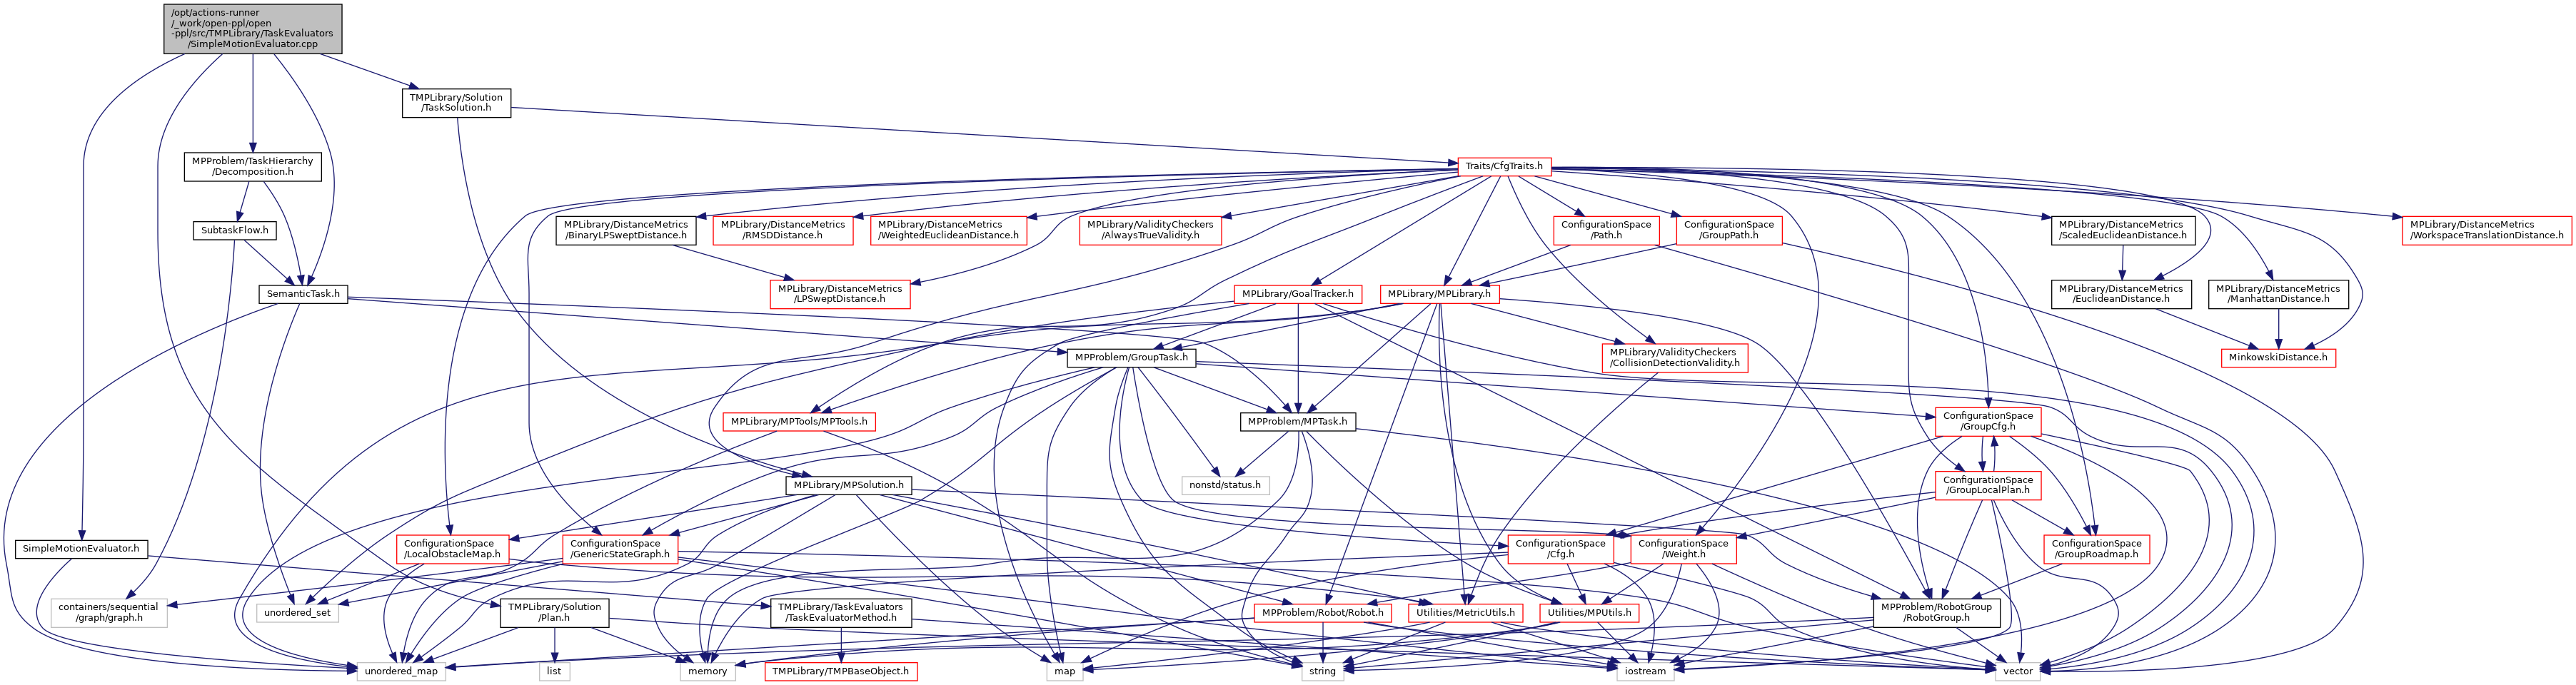 /opt/actions-runner
/_work/open-ppl/open
-ppl/src/TMPLibrary/TaskEvaluators
/SimpleMotionEvaluator.cpp
TMPLibrary/Solution
/TaskSolution.h
MPProblem/TaskHierarchy
/Decomposition.h
Traits/CfgTraits.h
SubtaskFlow.h
MPLibrary/DistanceMetrics
/BinaryLPSweptDistance.h
MPLibrary/DistanceMetrics
/RMSDDistance.h
MPLibrary/DistanceMetrics
/WeightedEuclideanDistance.h
MPLibrary/ValidityCheckers
/AlwaysTrueValidity.h
ConfigurationSpace
/Path.h
ConfigurationSpace
/GroupPath.h
MPLibrary/DistanceMetrics
/ScaledEuclideanDistance.h
MPLibrary/DistanceMetrics
/WorkspaceTranslationDistance.h
SemanticTask.h
MPLibrary/DistanceMetrics
/LPSweptDistance.h
MPLibrary/GoalTracker.h
MPLibrary/MPLibrary.h
MPLibrary/DistanceMetrics
/EuclideanDistance.h
MPLibrary/DistanceMetrics
/ManhattanDistance.h
MPProblem/GroupTask.h
MPLibrary/ValidityCheckers
/CollisionDetectionValidity.h
MinkowskiDistance.h
MPLibrary/MPTools/MPTools.h
MPProblem/MPTask.h
ConfigurationSpace
/GroupCfg.h
MPLibrary/MPSolution.h
nonstd/status.h
ConfigurationSpace
/GroupLocalPlan.h
SimpleMotionEvaluator.h
ConfigurationSpace
/LocalObstacleMap.h
ConfigurationSpace
/GenericStateGraph.h
ConfigurationSpace
/Cfg.h
ConfigurationSpace
/Weight.h
ConfigurationSpace
/GroupRoadmap.h
containers/sequential
/graph/graph.h
unordered_set
TMPLibrary/Solution
/Plan.h
TMPLibrary/TaskEvaluators
/TaskEvaluatorMethod.h
MPProblem/Robot/Robot.h
Utilities/MetricUtils.h
Utilities/MPUtils.h
MPProblem/RobotGroup
/RobotGroup.h
unordered_map
list
memory
TMPLibrary/TMPBaseObject.h
map
string
iostream
vector